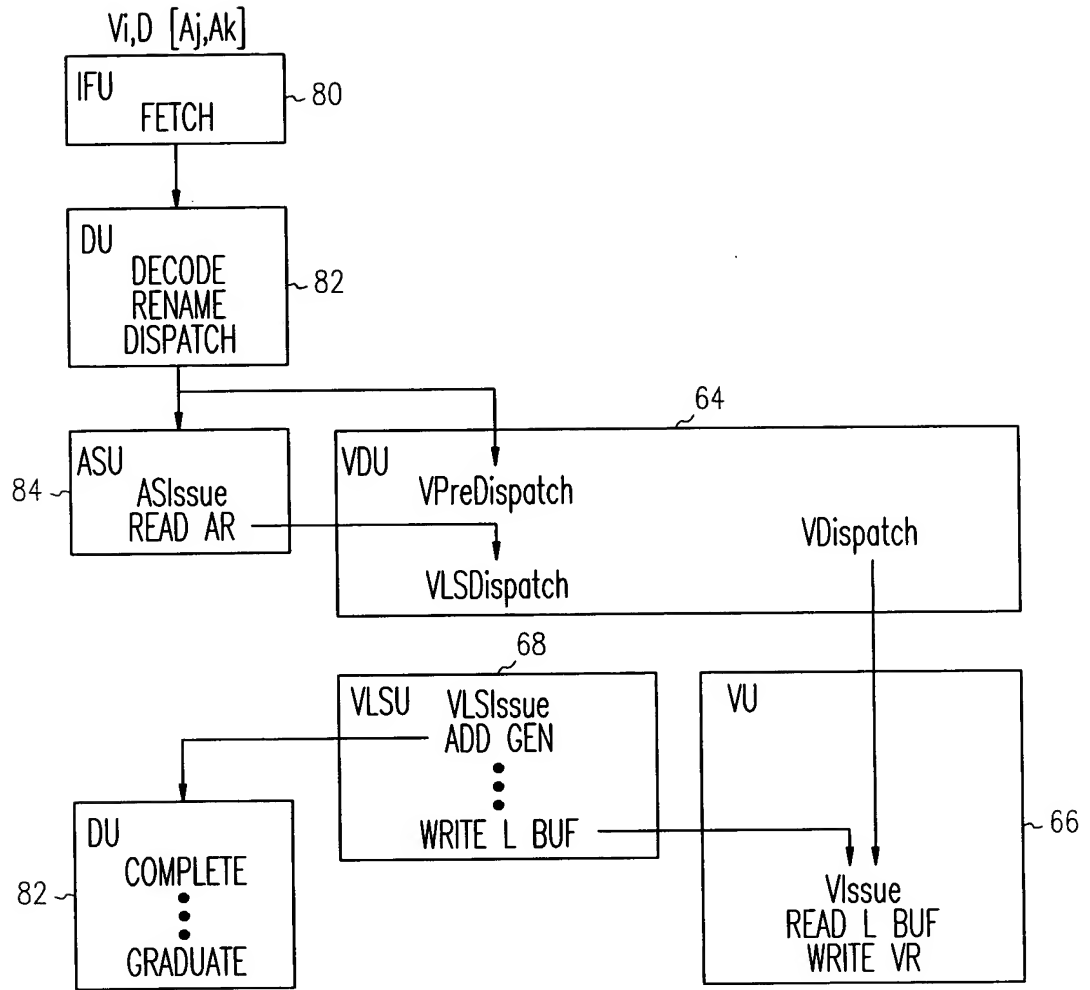 Vi,D [Aj,Ak]
IFU
FETCH
80
DU
DECODE
RENAME
DISPATCH
82
64
ASU
ASIssue
READ AR
84
VDU
VPreDispatch
VDispatch
VLSDispatch
68
VLSU
VLSIssue
ADD GEN
WRITE L BUF
VU
66
VIssue
READ L BUF
WRITE VR
DU
COMPLETE
GRADUATE
82